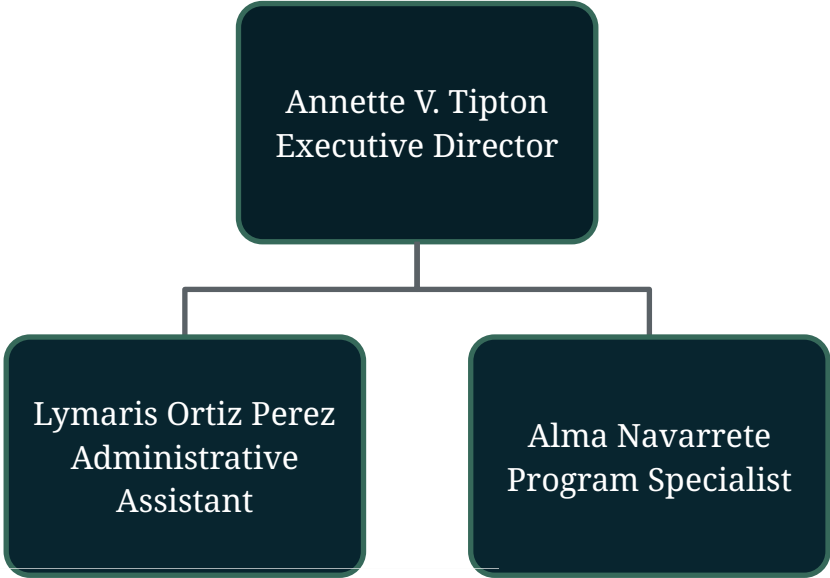 Annette V. Tipton
Executive Director
Lymaris Ortiz Perez
Administrative
Assistant
Alma Navarrete
Program Specialist